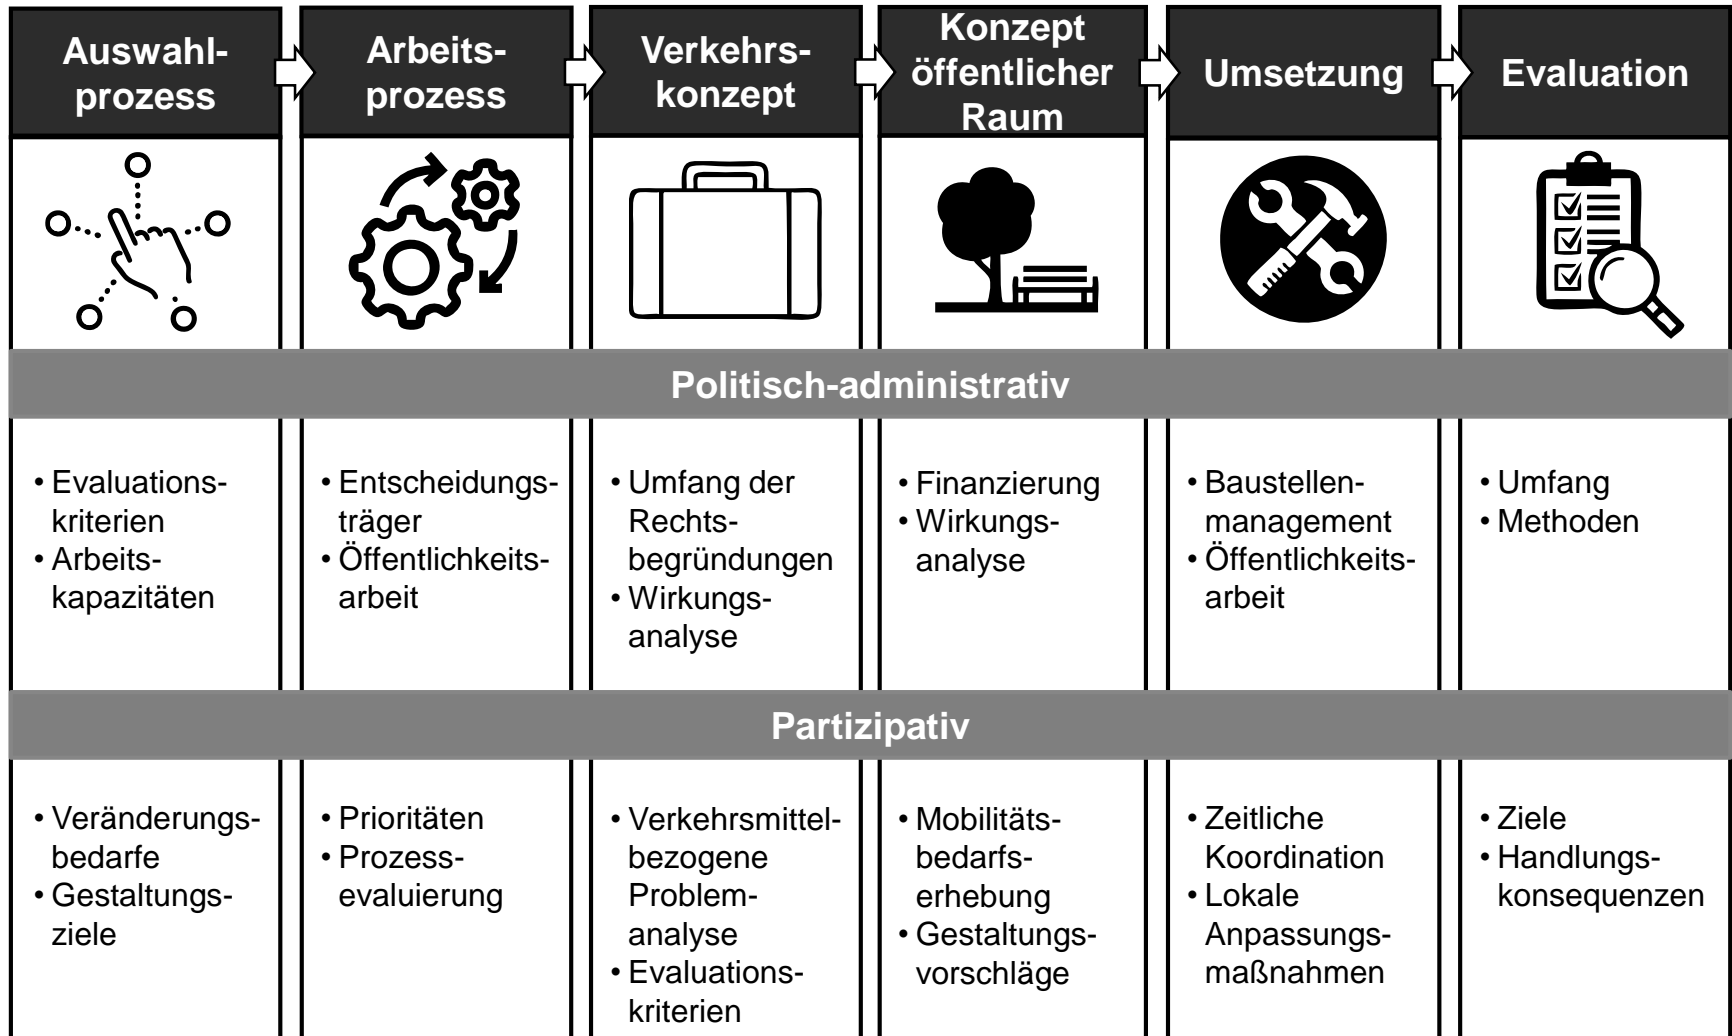 Auswahl-
prozess
Arbeits-
prozess
Verkehrs-
konzept
Konzept
öffentlicher
Raum
Umsetzung
Evaluation
Politisch-administrativ
• Evaluations-
kriterien
• Arbeits-
kapazitäten
• Entscheidungs-
träger
• Öffentlichkeits-
arbeit
• Umfang der
Rechts-
begründungen
• Wirkungs-
analyse
• Finanzierung
• Wirkungs-
analyse
• Baustellen-
management
• Öffentlichkeits-
arbeit
• Umfang
• Methoden
Partizipativ
• Veränderungs-
bedarfe
• Gestaltungs-
ziele
• Prioritäten
• Prozess-
evaluierung
• Verkehrsmittel-
bezogene
Problem-
analyse
• Evaluations-
kriterien
• Mobilitäts-
bedarfs-
erhebung
• Gestaltungs-
vorschläge
• Zeitliche
Koordination
• Lokale
Anpassungs-
maßnahmen
• Ziele
• Handlungs-
konsequenzen